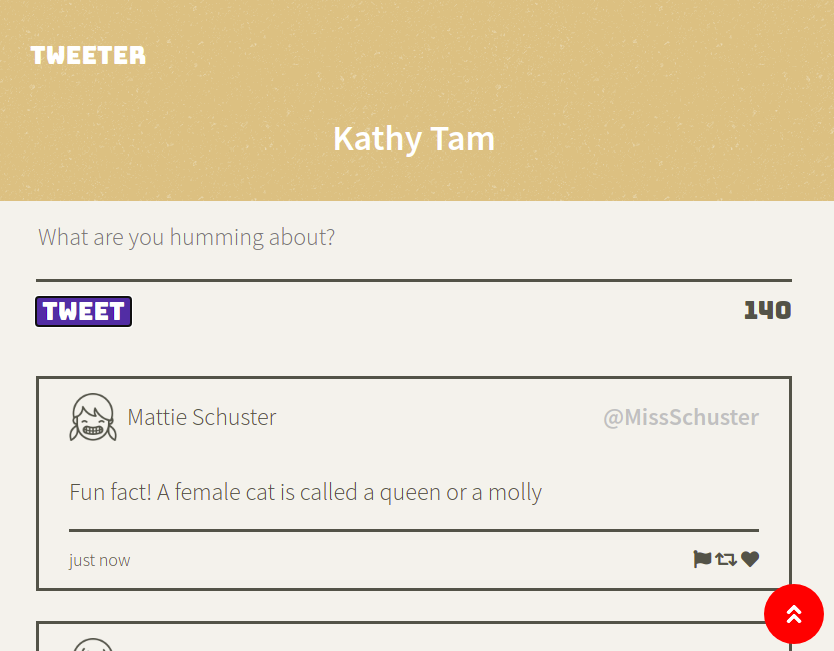 TWEETER
Kathy Tam
What are you humming about?
TWEET
140
Mattie Schuster
@MissSchuster
Fun fact! A female cat is called a queen or a molly
just now